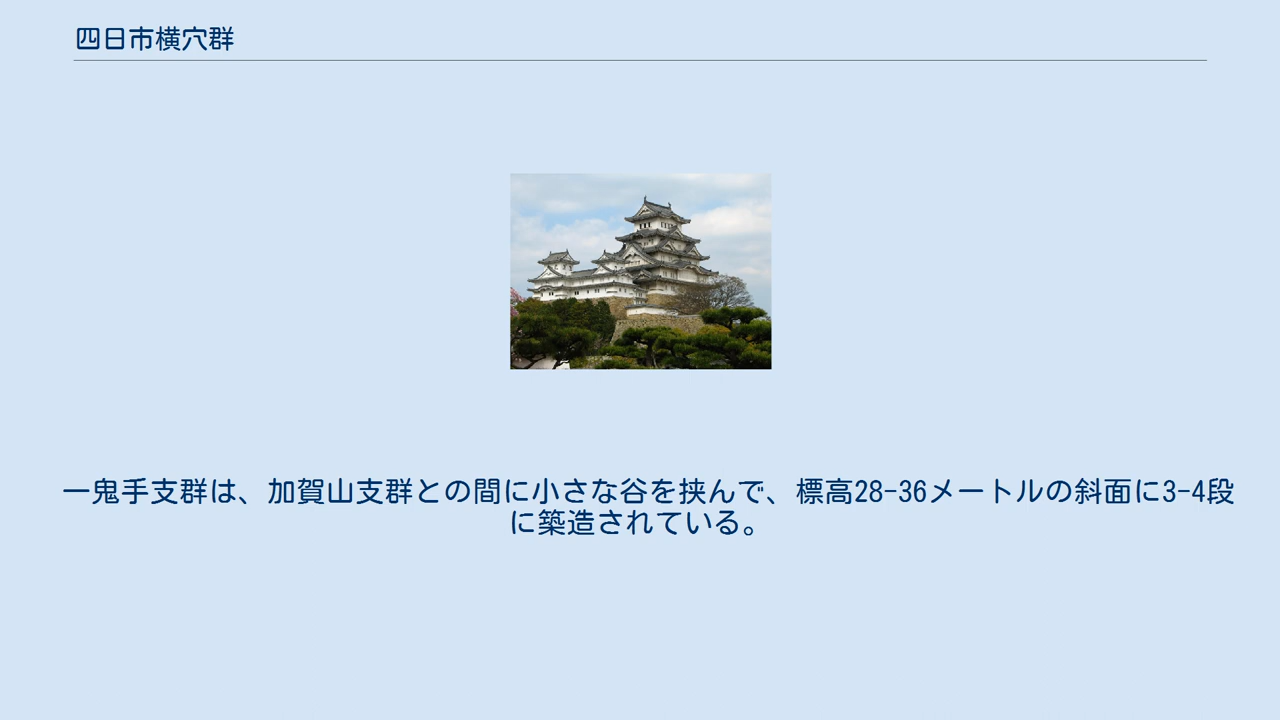 四日市横穴群
一鬼手支群は、加賀山支群との間に小さな谷を挟んで、標高28-36メートルの斜面に3-4段
に築造されている。